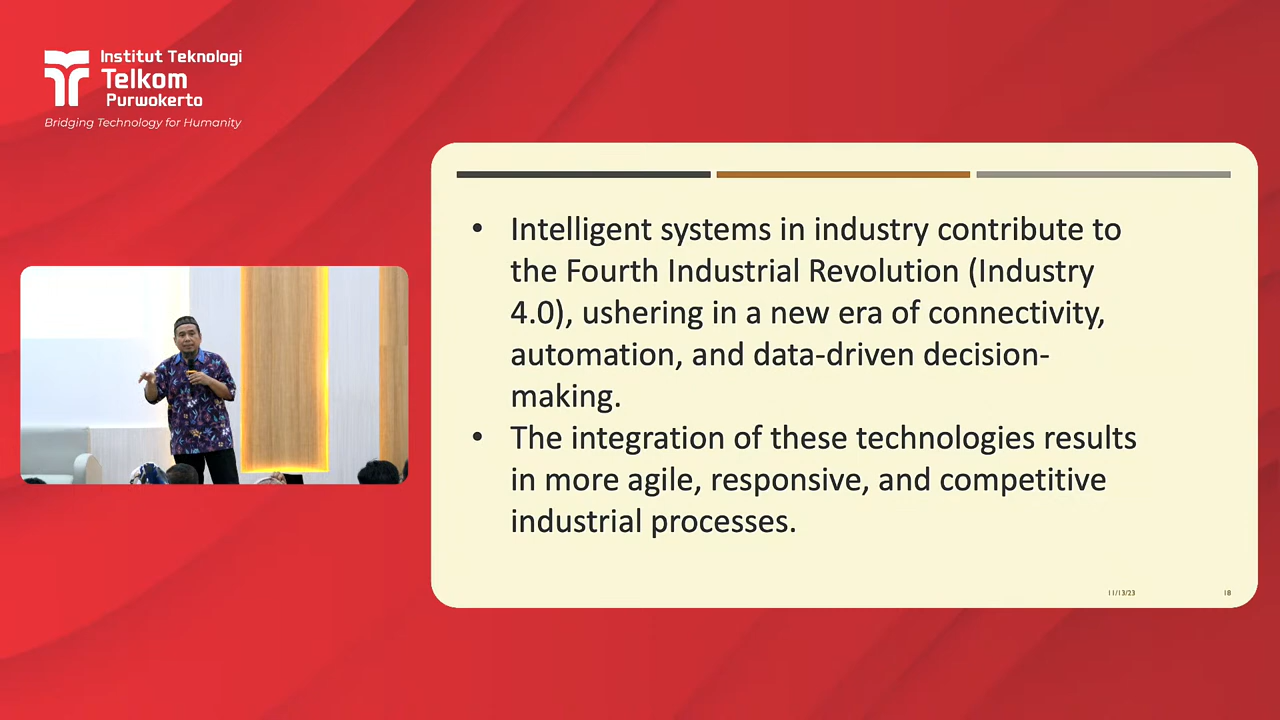 Institut Teknologi
Telkom
Purwokerto
Bridging Technology for Humanity
• Intelligent systems in industry contribute to
the Fourth Industrial Revolution (Industry
4.0), ushering in a new era of connectivity,
automation, and data-driven decision-
making.
• The integration of these technologies results
in more agile, responsive, and competitive
industrial processes.
11/13/23
18